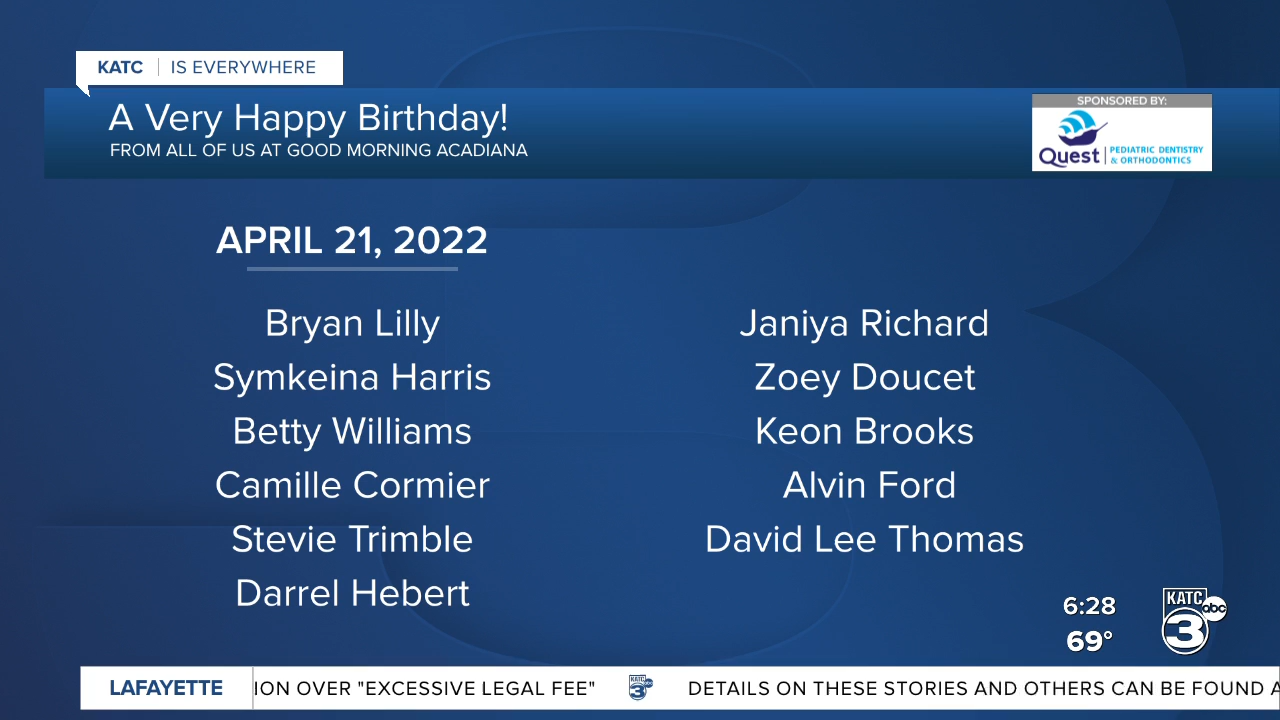 KATC | IS EVERYWHERE
A Very Happy Birthday!
FROM ALL OF US AT GOOD MORNING ACADIANA
SPONSORED BY:
Quest | PEDIATRIC DENTISTRY
& ORTHODONTICS
APRIL 21, 2022
Bryan Lilly
Symkeina Harris
Betty Williams
Camille Cormier
Stevie Trimble
Darrel Hebert
Janiya Richard
Zoey Doucet
Keon Brooks
Alvin Ford
David Lee Thomas
6:28
69°
KATC
abc
3
LAFAYETTE
ION OVER "EXCESSIVE LEGAL FEE" KATC 3 abc DETAILS ON THESE STORIES AND OTHERS CAN BE FOUND A